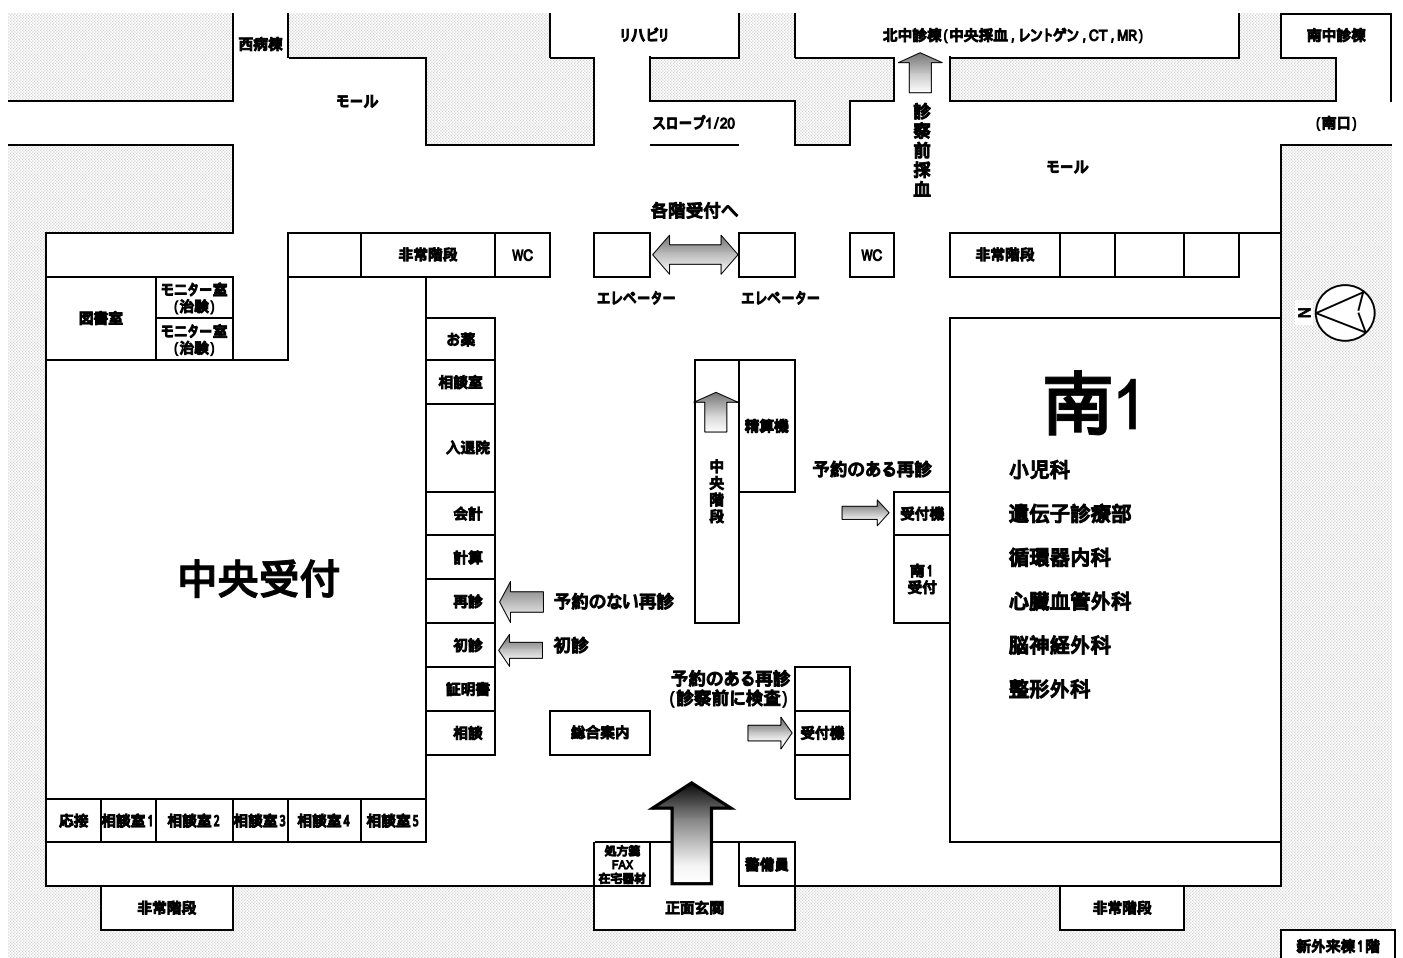 西病棟
リハビリ
北中診棟(中央採血,レントゲン,CT,MR)
南中診棟
モール
スロープ1/20
診察前採血
(南口)
モール
各階受付へ
非常階段
WC
WC
非常階段
エレベーター
エレベーター
図書室
モニター室
(治験)
モニター室
(治験)
N
お薬
相談室
入退院
会計
計算
再診
初診
証明書
相談
中央受付
予約のない再診
初診
中央階段
精算機
予約のある再診
受付機
南1
受付
南1
小児科
遺伝子診療部
循環器内科
心臓血管外科
脳神経外科
整形外科
予約のある再診
(診察前に検査)
受付機
総合案内
応接
相談室1
相談室2
相談室3
相談室4
相談室5
処方箋
FAX
在宅器材
警備員
非常階段
正面玄関
非常階段
新外来棟1階